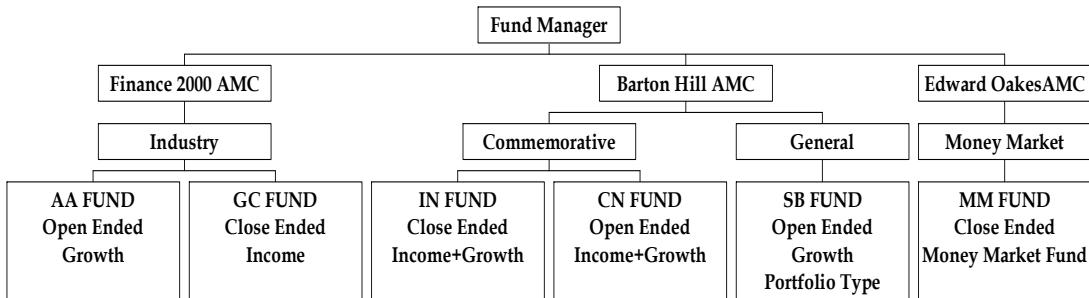 Fund Manager
Finance 2000 AMC
Barton Hill AMC
Edward OakesAMC
Industry
Commemorative
General
Money Market
AA FUND
Open Ended
Growth
GC FUND
Close Ended
Income
IN FUND
Close Ended
Income+Growth
CN FUND
Open Ended
Income+Growth
SB FUND
Open Ended
Growth
Portfolio Type
MM FUND
Close Ended
Money Market Fund